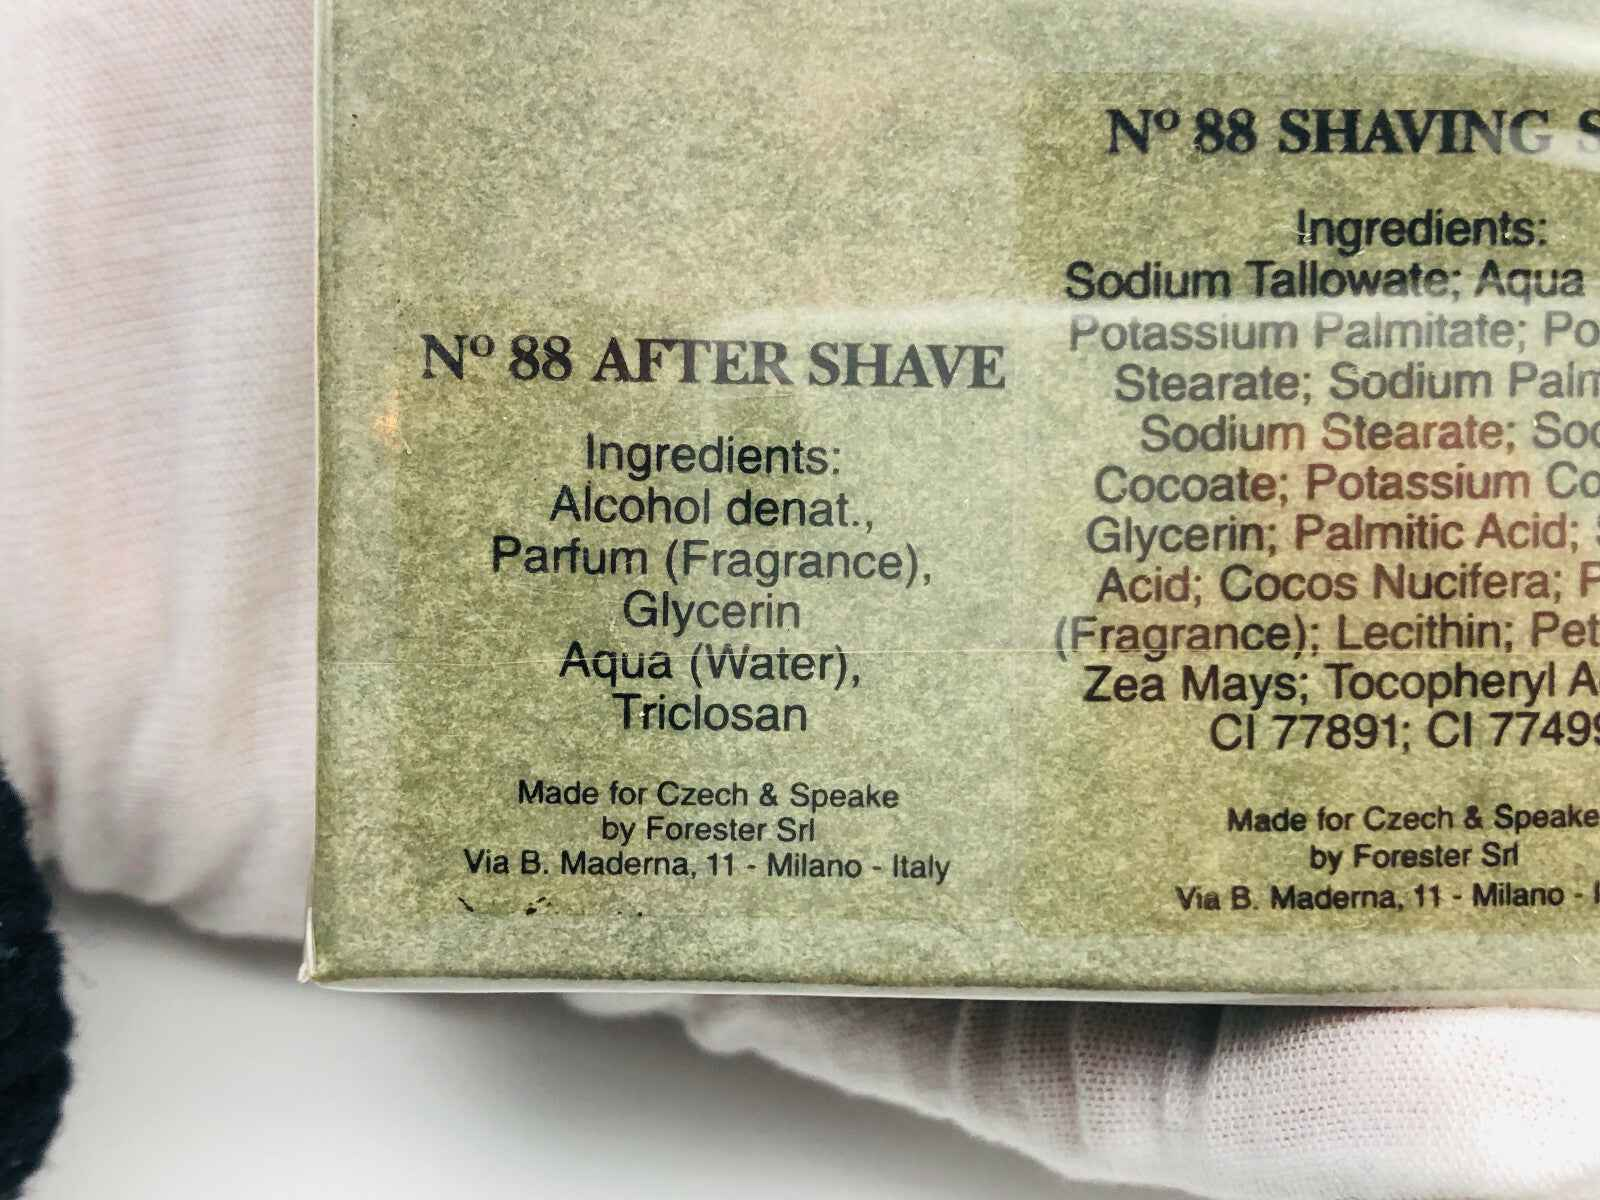 Nº 88 AFTER SHAVE
Ingredients:
Alcohol denat.,
Parfum (Fragrance),
Glycerin
Aqua (Water),
Triclosan
Made for Czech & Speake
by Forester Srl
Via B. Maderna, 11 - Milano - Italy
Nº 88 SHAVING
Ingredients:
Sodium Tallowate; Aqua
Potassium Palmitate;
Stearate; Sodium
Sodium Stearate;
Cocoate; Potassium
Glycerin; Palmitic Acid;
Acid; Cocos Nucifera;
(Fragrance); Lecithin;
Zea Mays; Tocopheryl
CI 77891; CI 77499
Made for Czech & Speake
by Forester Srl
Via B. Maderna, 11 - Milano -